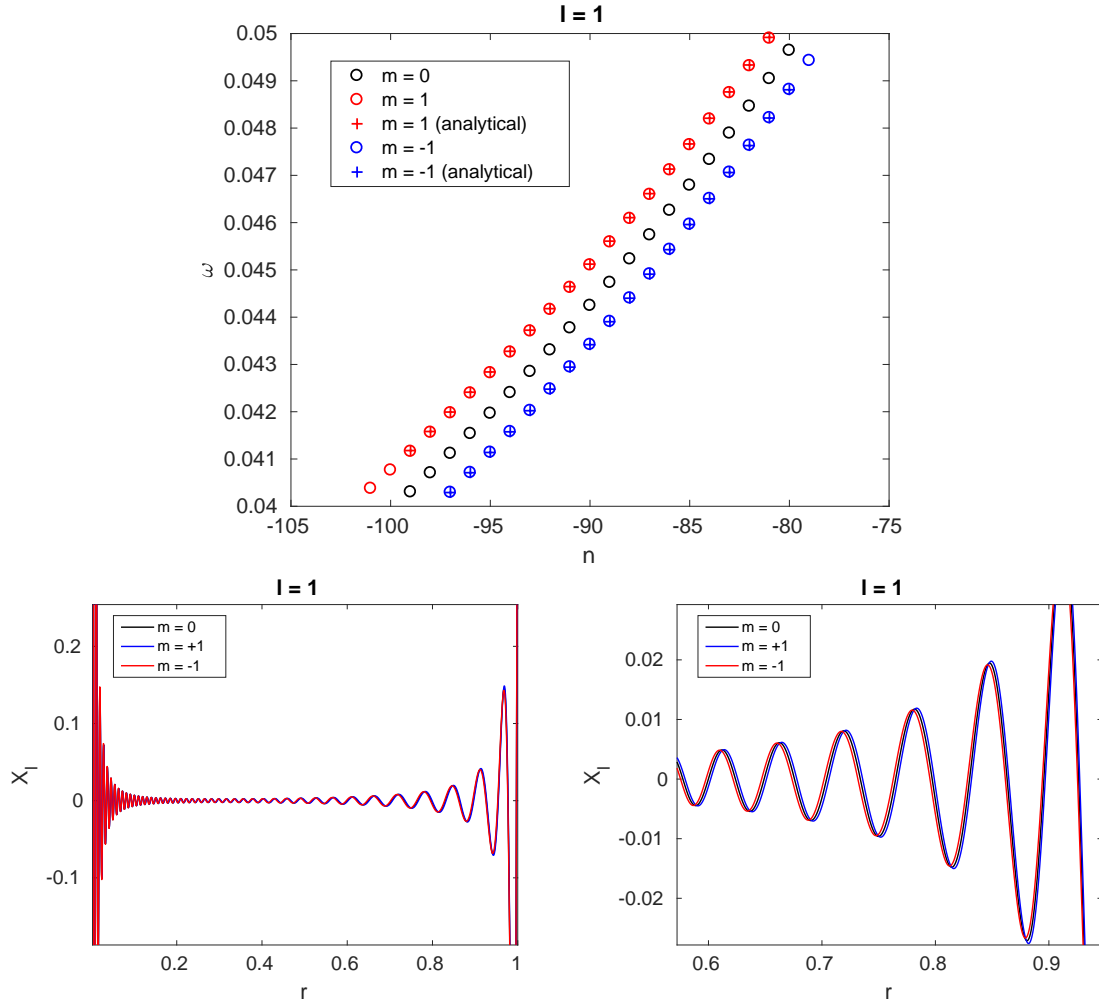 l = 1
0.05
0.049
0.048
0.047
0.046
0.045
0.044
0.043
0.042
0.041
0.04
ω
m = 0
m = 1
m = 1 (analytical)
m = -1
m = -1 (analytical)
-105 -100 -95 -90 -85 -80 -75
n
l = 1
m = 0
m = +1
m = -1
0.2
0.1
0
-0.1
X_l
0.2 0.4 0.6 0.8 1
r
l = 1
m = 0
m = +1
m = -1
0.02
0.01
0
-0.01
-0.02
X_l
0.6 0.7 0.8 0.9
r